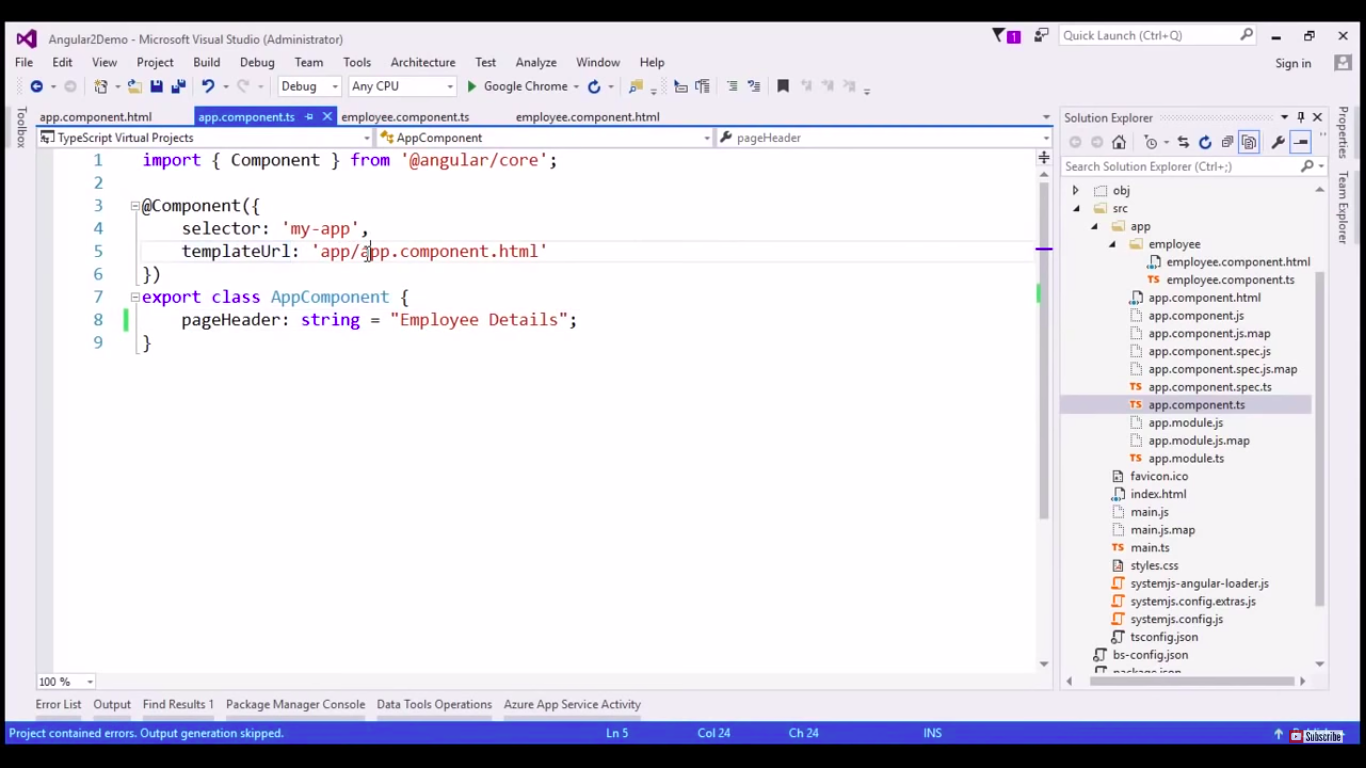 Angular2Demo - Microsoft Visual Studio (Administrator)
1
Quick Launch (Ctrl+Q)
File Edit View Project Build Debug Team Tools Architecture Test Analyze Window Help
Sign in
Debug Any CPU Google Chrome
Toolbox
app.component.html app.component.ts employee.component.ts employee.component.html
TypeScript Virtual Projects AppComponent pageHeader
1 import { Component } from '@angular/core';
2
3 @Component({
4 selector: 'my-app',
5 templateUrl: 'app/app.component.html'
6 })
7 export class AppComponent {
8 pageHeader: string = "Employee Details";
9 }
100 %
Solution Explorer
Search Solution Explorer (Ctrl+;)
obj
src
app
employee
employee.component.html
TS employee.component.ts
app.component.html
app.component.js
app.component.js.map
app.component.spec.js
app.component.spec.js.map
TS app.component.spec.ts
TS app.component.ts
app.module.js
app.module.js.map
TS app.module.ts
favicon.ico
index.html
main.js
main.js.map
TS main.ts
styles.css
systemjs-angular-loader.js
systemjs.config.extras.js
systemjs.config.js
tsconfig.json
bs-config.json
package.json
Properties
Team Explorer
Error List Output Find Results 1 Package Manager Console Data Tools Operations Azure App Service Activity
Project contained errors. Output generation skipped. Ln 5 Col 24 Ch 24 INS
Subscribe